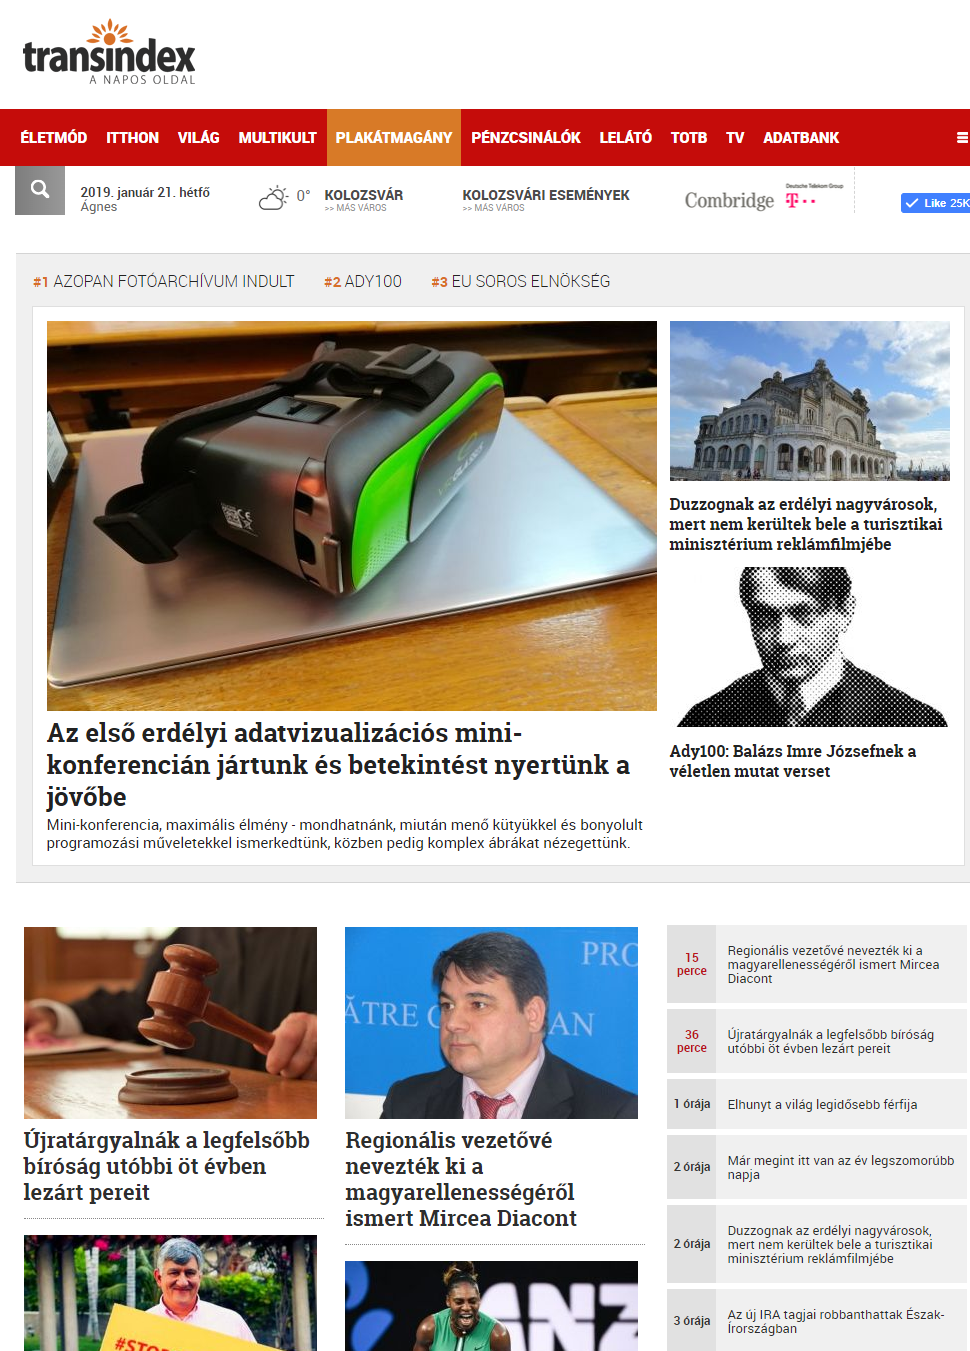 transindex
A NAPOS OLDAL
ÉLETMÓD ITTHON VILÁG MULTIKULT PLAKÁTMAGÁNY PÉNZCSINÁLÓK LELÁTÓ TOTB TV ADATBANK
2019. január 21. hétfő
Ágnes
0°
KOLOZSVÁR
>> MÁS VÁROS
KOLOZSVÁRI ESEMÉNYEK
>> MÁS VÁROS
Combridge
Deutsche Telekom Group
T
Like 25K
#1 AZOPAN FOTÓARCHÍVUM INDULT #2 ADY100 #3 EU SOROS ELNÖKSÉG
Az első erdélyi adatvizualizációs mini-
konferencián jártunk és betekintést nyertünk a
jövőbe
Mini-konferencia, maximális élmény - mondhatnánk, miután menő kütyükkel és bonyolult
programozási műveletekkel ismerkedtünk, közben pedig komplex ábrákat nézegettünk.
Duzzognak az erdélyi nagyvárosok,
mert nem kerültek bele a turisztikai
minisztérium reklámfilmjébe
Ady100: Balázs Imre Józsefnek a
véletlen mutat verset
Újratárgyalnák a legfelsőbb
bíróság utóbbi öt évben
lezárt pereit
#STOP
PRO
ĂTRE C
AN
Regionális vezetővé
nevezték ki a
magyarellenességéről
ismert Mircea Diacont
ANZ
15
perce
Regionális vezetővé nevezték ki a
magyarellenességéről ismert Mircea
Diacont
36
perce
Újratárgyalnák a legfelsőbb bíróság
utóbbi öt évben lezárt pereit
1 órája
Elhunyt a világ legidősebb férfija
2 órája
Már megint itt van az év legszomorúbb
napja
2 órája
Duzzognak az erdélyi nagyvárosok,
mert nem kerültek bele a turisztikai
minisztérium reklámfilmjébe
3 órája
Az új IRA tagjai robbanthattak Észak-
Írországban